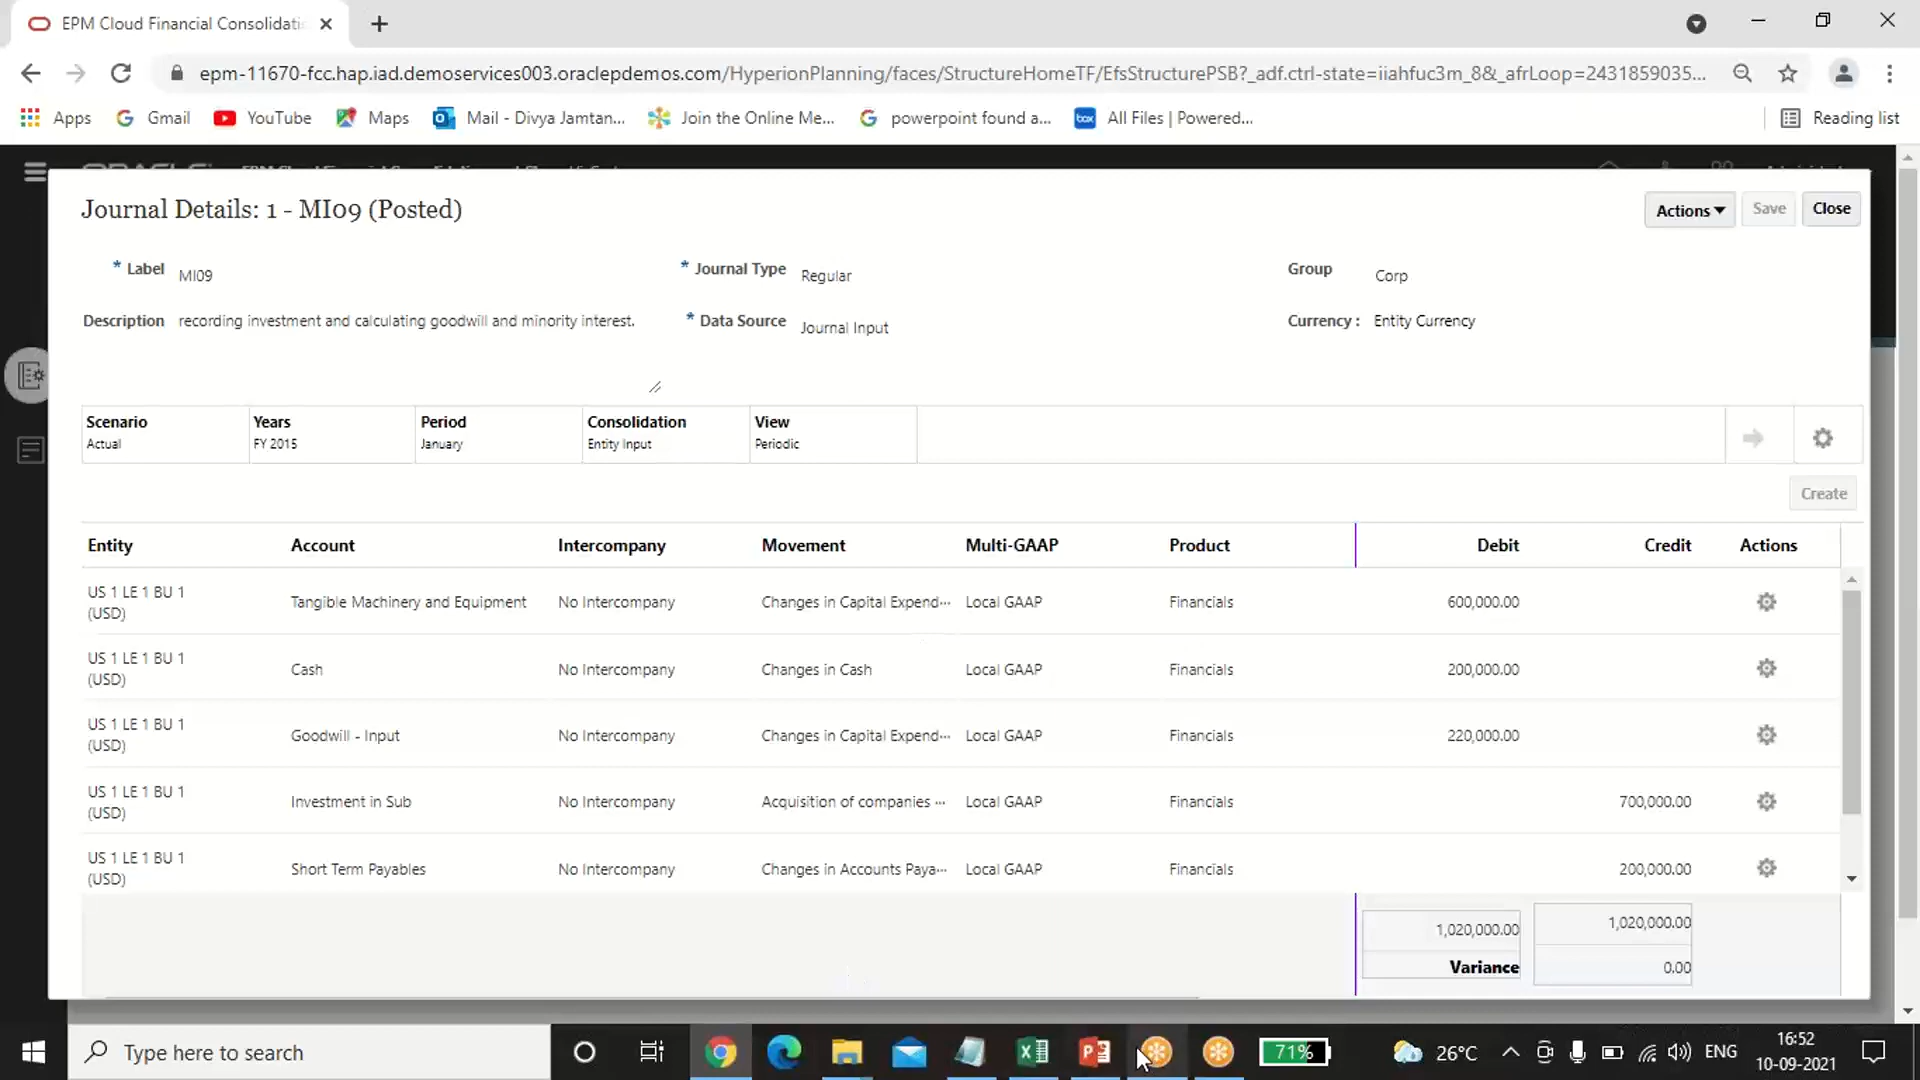 EPM Cloud Financial Consolidati
epm-11670-fcc.hap.iad.demoservices003.oraclepdemos.com/HyperionPlanning/faces/StructureHomeTF/EfsStructurePSB?_adf.ctrl-state=iiahfuc3m_8&_afrLoop=2431859035...
Apps Gmail YouTube Maps Mail - Divya Jamtan... Join the Online Me... powerpoint found a... All Files | Powered... Reading list
Journal Details: 1 - MI09 (Posted)
Actions Save Close
* Label MI09 * Journal Type Regular Group Corp
Description recording investment and calculating goodwill and minority interest. * Data Source Journal Input Currency : Entity Currency
Scenario Years Period Consolidation View
Actual FY 2015 January Entity Input Periodic
Create
Entity Account Intercompany Movement Multi-GAAP Product Debit Credit Actions
US 1 LE 1 BU 1
(USD) Tangible Machinery and Equipment No Intercompany Changes in Capital Expend... Local GAAP Financials 600,000.00
US 1 LE 1 BU 1
(USD) Cash No Intercompany Changes in Cash Local GAAP Financials 200,000.00
US 1 LE 1 BU 1
(USD) Goodwill - Input No Intercompany Changes in Capital Expend... Local GAAP Financials 220,000.00
US 1 LE 1 BU 1
(USD) Investment in Sub No Intercompany Acquisition of companies ... Local GAAP Financials 700,000.00
US 1 LE 1 BU 1
(USD) Short Term Payables No Intercompany Changes in Accounts Paya... Local GAAP Financials 200,000.00
1,020,000.00 1,020,000.00
Variance 0.00
Type here to search 71% 26°C ENG 16:52
10-09-2021